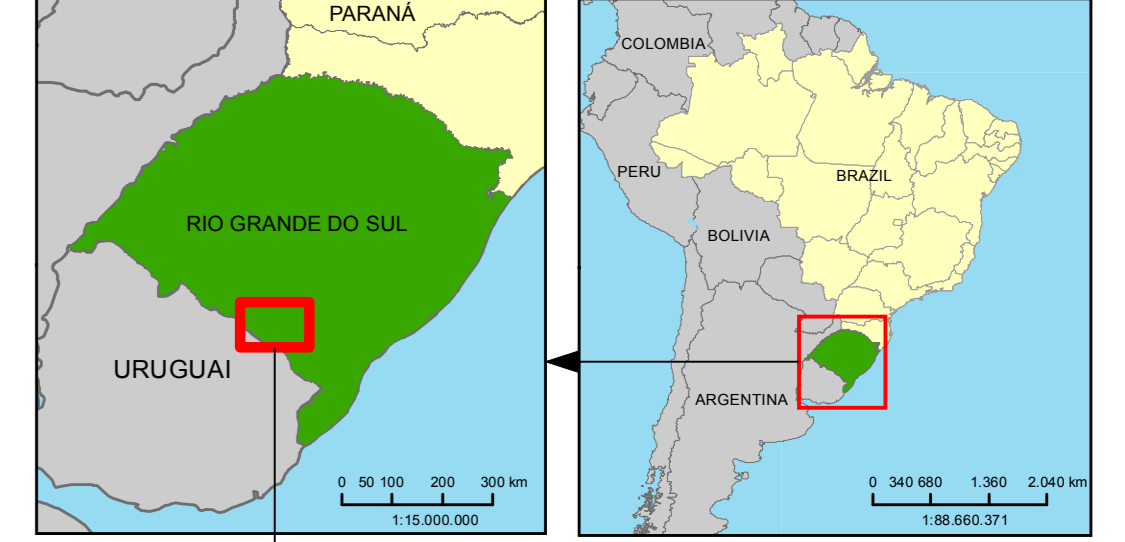 PARANÁ
RIO GRANDE DO SUL
URUGUAI
0 50 100 200 300 km
1:15.000.000
COLOMBIA
PERU
BRAZIL
BOLIVIA
ARGENTINA
0 340 680 1.360 2.040 km
1:88.660.371